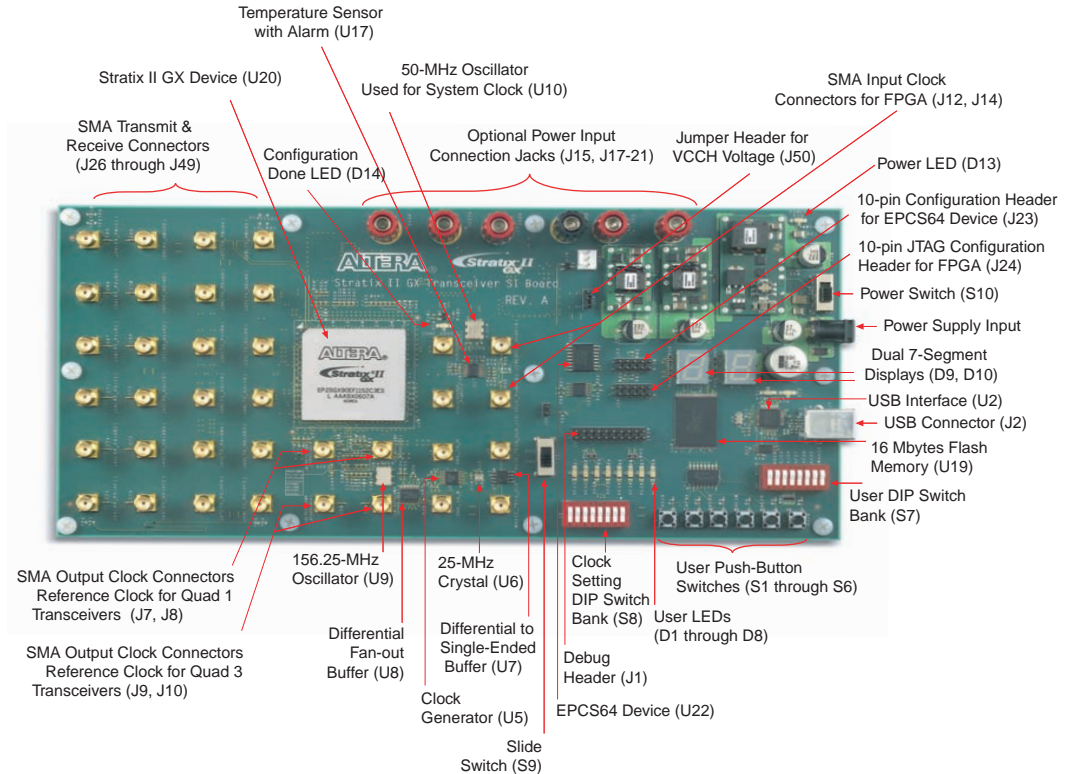 Temperature Sensor
with Alarm (U17)
Stratix II GX Device (U20)
50-MHz Oscillator
Used for System Clock (U10)
SMA Input Clock
Connectors for FPGA (J12, J14)
SMA Transmit &
Receive Connectors
(J26 through J49)
Configuration
Done LED (D14)
Optional Power Input
Connection Jacks (J15, J17-21)
Jumper Header for
VCCH Voltage (J50)
Power LED (D13)
10-pin Configuration Header
for EPCS64 Device (J23)
10-pin JTAG Configuration
Header for FPGA (J24)
Power Switch (S10)
Power Supply Input
Dual 7-Segment
Displays (D9, D10)
USB Interface (U2)
USB Connector (J2)
16 Mbytes Flash
Memory (U19)
User DIP Switch
Bank (S7)
ALTERA®
Stratix II GX
Stratix II GX Transceiver SI Board
REV. A
ALTERA®
Stratix II GX
SMA Output Clock Connectors
Reference Clock for Quad 1
Transceivers (J7, J8)
SMA Output Clock Connectors
Reference Clock for Quad 3
Transceivers (J9, J10)
156.25-MHz
Oscillator (U9)
Differential
Fan-out
Buffer (U8)
Clock
Generator (U5)
25-MHz
Crystal (U6)
Differential to
Single-Ended
Buffer (U7)
Slide
Switch (S9)
EPCS64 Device (U22)
Debug
Header (J1)
Clock
Setting
DIP Switch
Bank (S8)
User LEDs
(D1 through D8)
User Push-Button
Switches (S1 through S6)